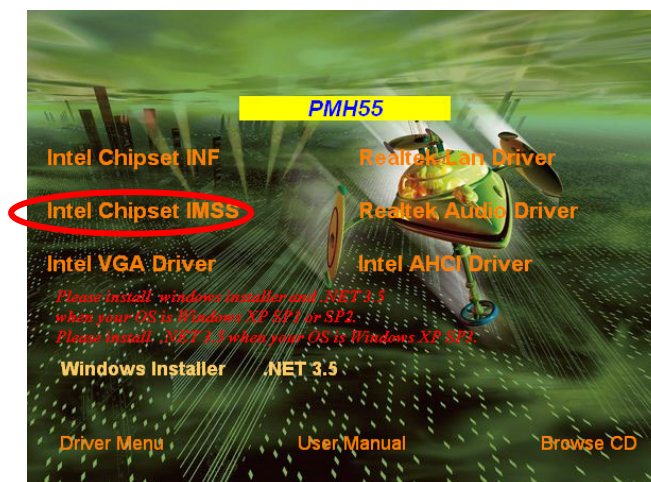 PMH55
Intel Chipset INF
Realtek Lan Driver
Intel Chipset IMSS
Realtek Audio Driver
Intel VGA Driver
Intel AHCI Driver
Please install windows installer and .NET 3.5
when your OS is Windows XP SP1 or SP2.
Please install .NET 3.5 when your OS is Windows XP SP3.
Windows Installer
.NET 3.5
Driver Menu
User Manual
Browse CD